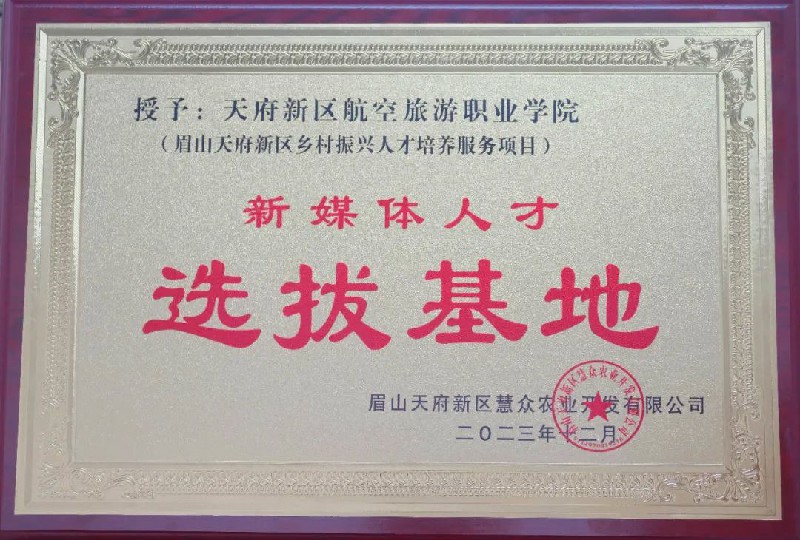 授予：天府新区航空旅游职业学院
（眉山天府新区乡村振兴人才培养服务项目）
新媒体人才
选拔基地
眉山天府新区慧众农业开发有限公司
二〇二三年十二月